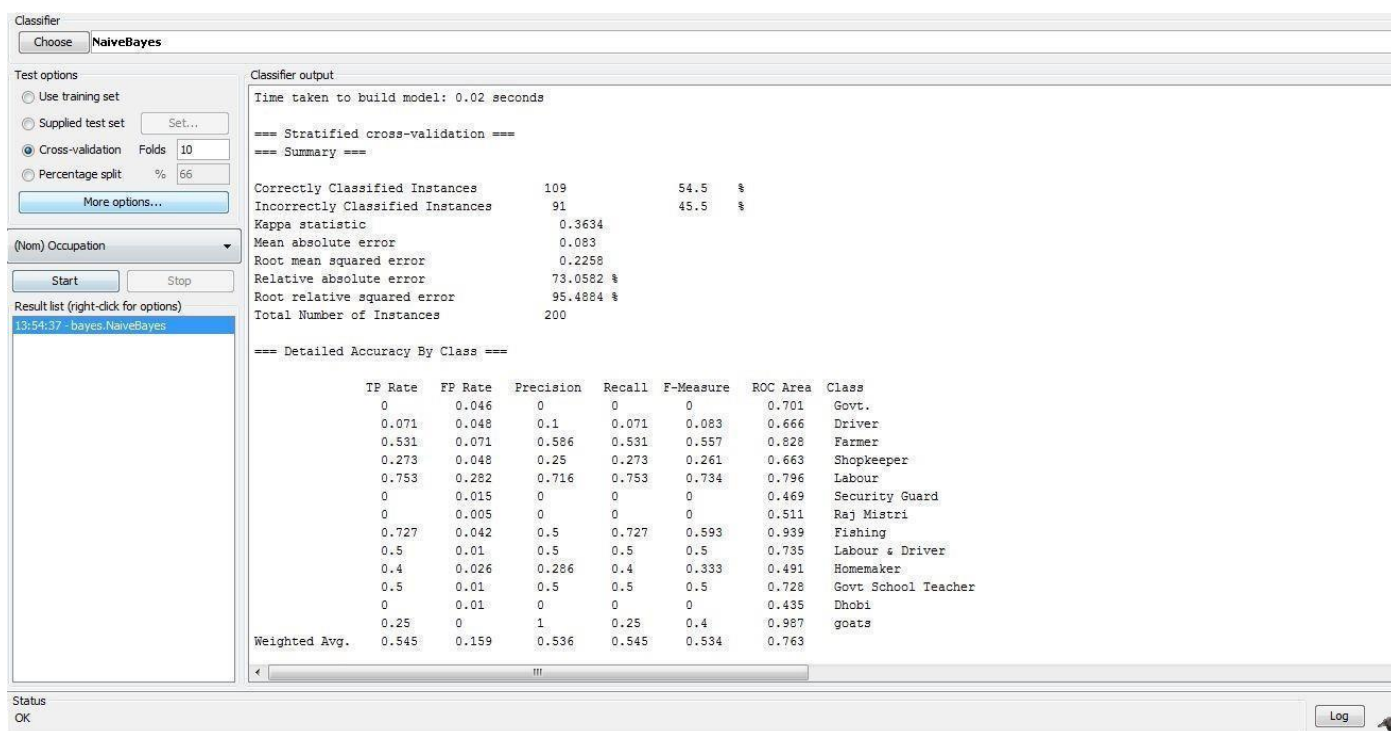 Classifier
Choose NaiveBayes
Test options
Use training set
Supplied test set Set...
Cross-validation Folds 10
Percentage split % 66
More options...
(Nom) Occupation
Start Stop
Result list (right-click for options)
13:54:37 - bayes.NaiveBayes
Classifier output
Time taken to build model: 0.02 seconds
=== Stratified cross-validation ===
=== Summary ===
Correctly Classified Instances 109 54.5 %
Incorrectly Classified Instances 91 45.5 %
Kappa statistic 0.3634
Mean absolute error 0.083
Root mean squared error 0.2258
Relative absolute error 73.0582 %
Root relative squared error 95.4884 %
Total Number of Instances 200
=== Detailed Accuracy By Class ===
TP Rate FP Rate Precision Recall F-Measure ROC Area Class
0 0.046 0 0 0 0.701 Govt.
0.071 0.048 0.1 0.071 0.083 0.666 Driver
0.531 0.071 0.586 0.531 0.557 0.828 Farmer
0.273 0.048 0.25 0.273 0.261 0.663 Shopkeeper
0.753 0.282 0.716 0.753 0.734 0.796 Labour
0 0.015 0 0 0 0.469 Security Guard
0 0.005 0 0 0 0.511 Raj Mistri
0.727 0.042 0.5 0.727 0.593 0.939 Fishing
0.5 0.01 0.5 0.5 0.5 0.735 Labour & Driver
0.4 0.026 0.286 0.4 0.333 0.491 Homemaker
0.5 0.01 0.5 0.5 0.5 0.728 Govt School Teacher
0 0.01 0 0 0 0.435 Dhobi
0.25 0 1 0.25 0.4 0.987 goats
Weighted Avg. 0.545 0.159 0.536 0.545 0.534 0.763
Status
OK
Log